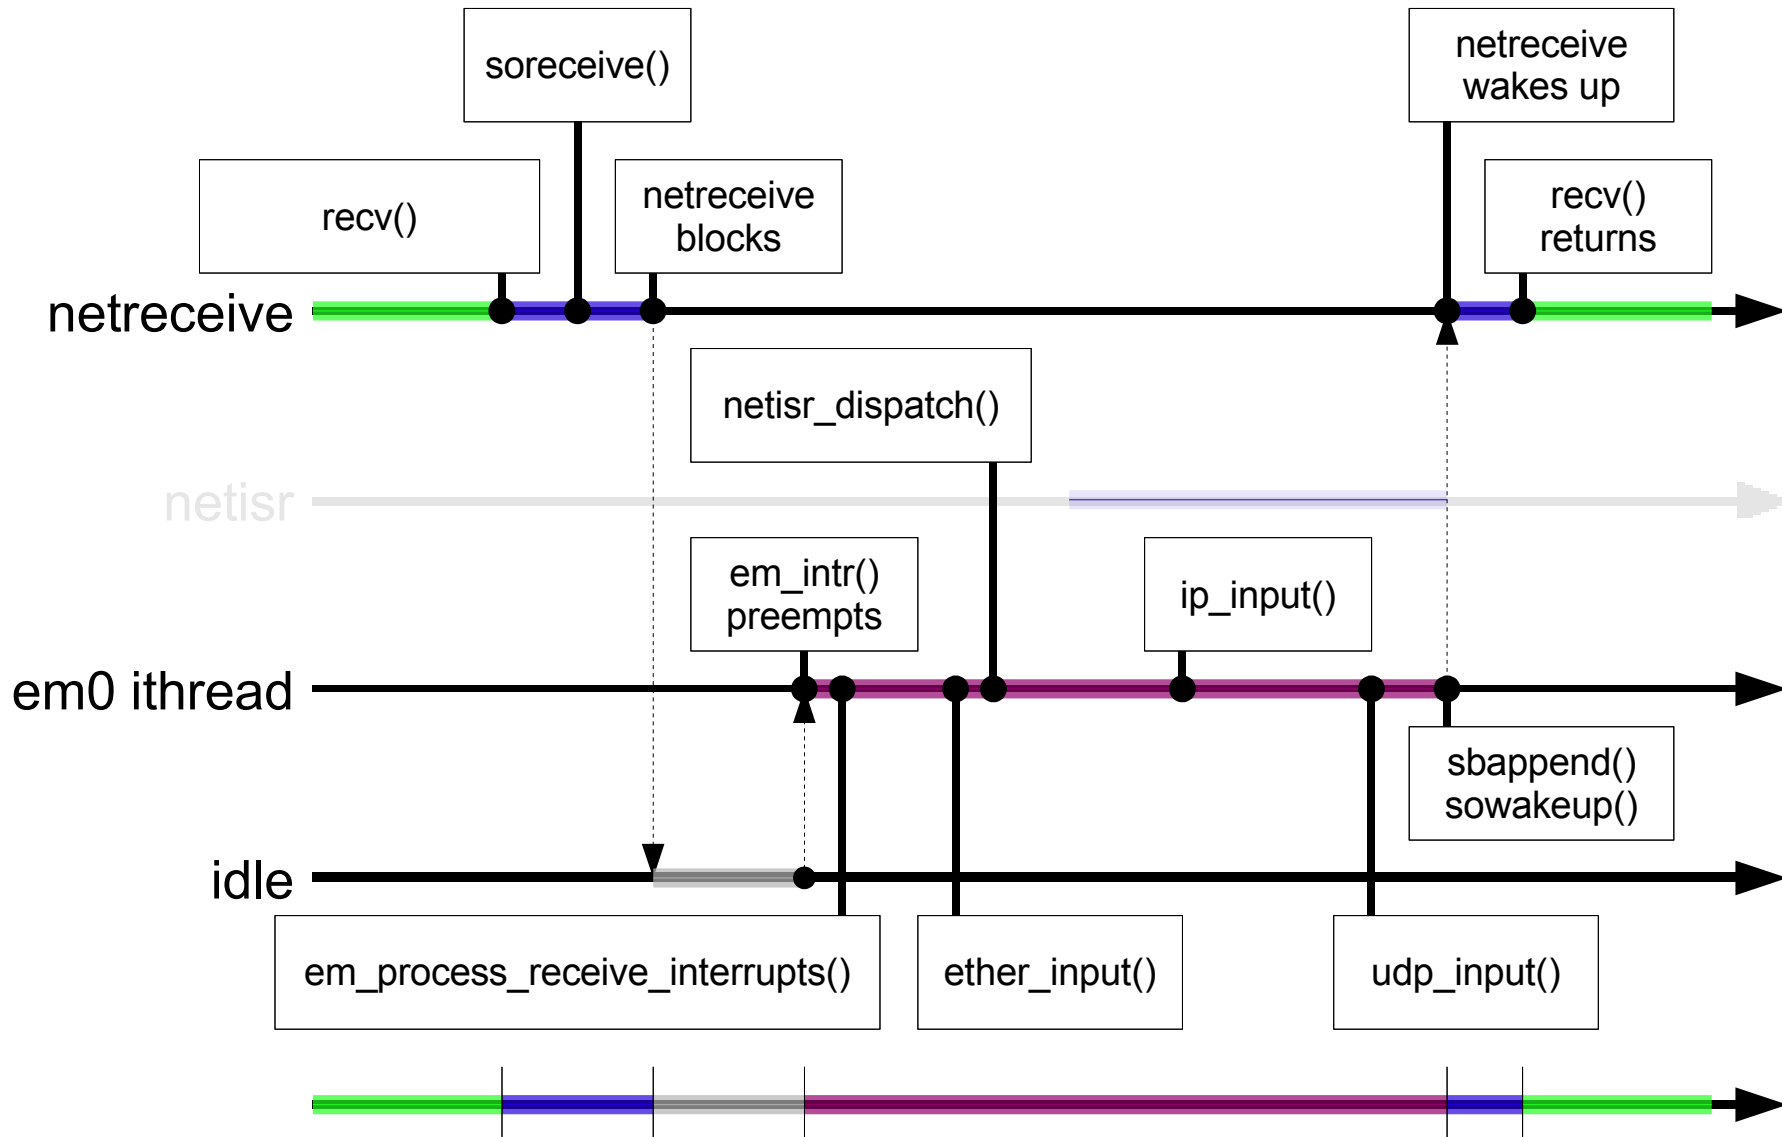 soreceive()
netreceive
wakes up
recv()
netreceive
blocks
recv()
returns
netreceive
netisr_dispatch()
netisr
em_intr()
preempts
ip_input()
em0 ithread
sbappend()
sowakeup()
idle
em_process_receive_interrupts()
ether_input()
udp_input()